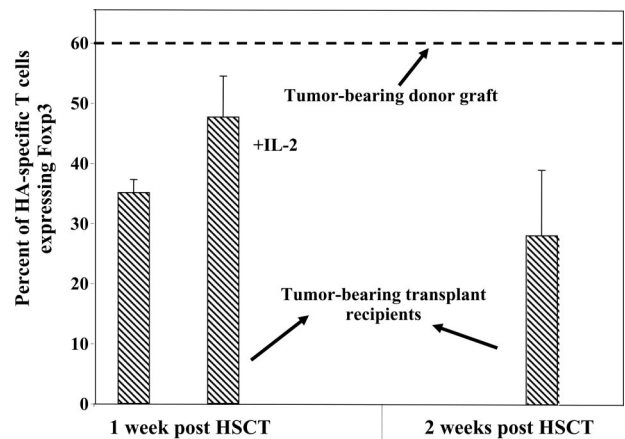 Percent of HA-specific T cells
expressing Foxp3
60
50
40
30
20
10
0
Tumor-bearing donor graft
+IL-2
Tumor-bearing transplant
recipients
1 week post HSCT
2 weeks post HSCT